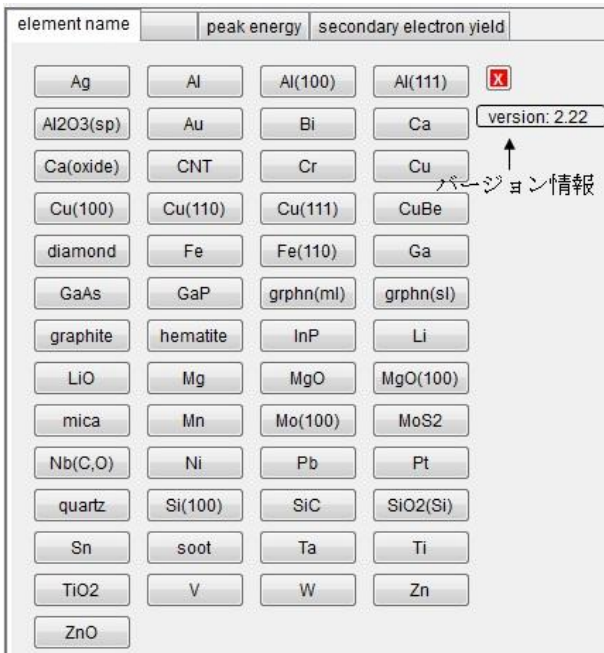 element name peak energy secondary electron yield
Ag Al Al(100) Al(111) X
Al2O3(sp) Au Bi Ca version: 2.22
Ca(oxide) CNT Cr Cu
バージョン情報
Cu(100) Cu(110) Cu(111) CuBe
diamond Fe Fe(110) Ga
GaAs GaP grphn(ml) grphn(sl)
graphite hematite InP Li
LiO Mg MgO MgO(100)
mica Mn Mo(100) MoS2
Nb(C,O) Ni Pb Pt
quartz Si(100) SiC SiO2(Si)
Sn soot Ta Ti
TiO2 V W Zn
ZnO